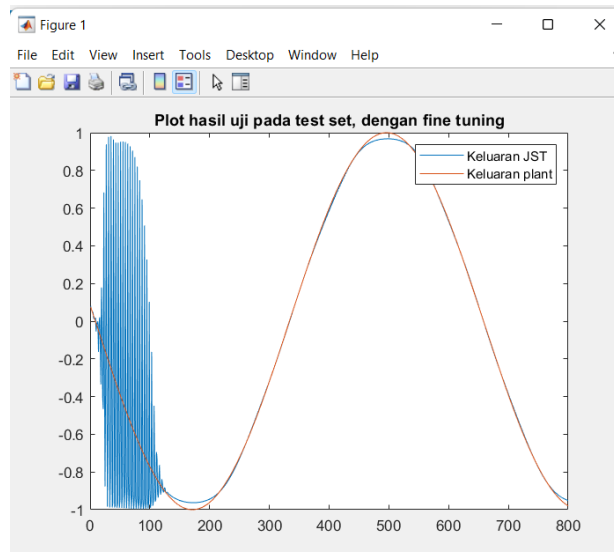 Figure 1
File Edit View Insert Tools Desktop Window Help
Plot hasil uji pada test set, dengan fine tuning
Keluaran JST
Keluaran plant
1
0.8
0.6
0.4
0.2
0
-0.2
-0.4
-0.6
-0.8
-1
0 100 200 300 400 500 600 700 800